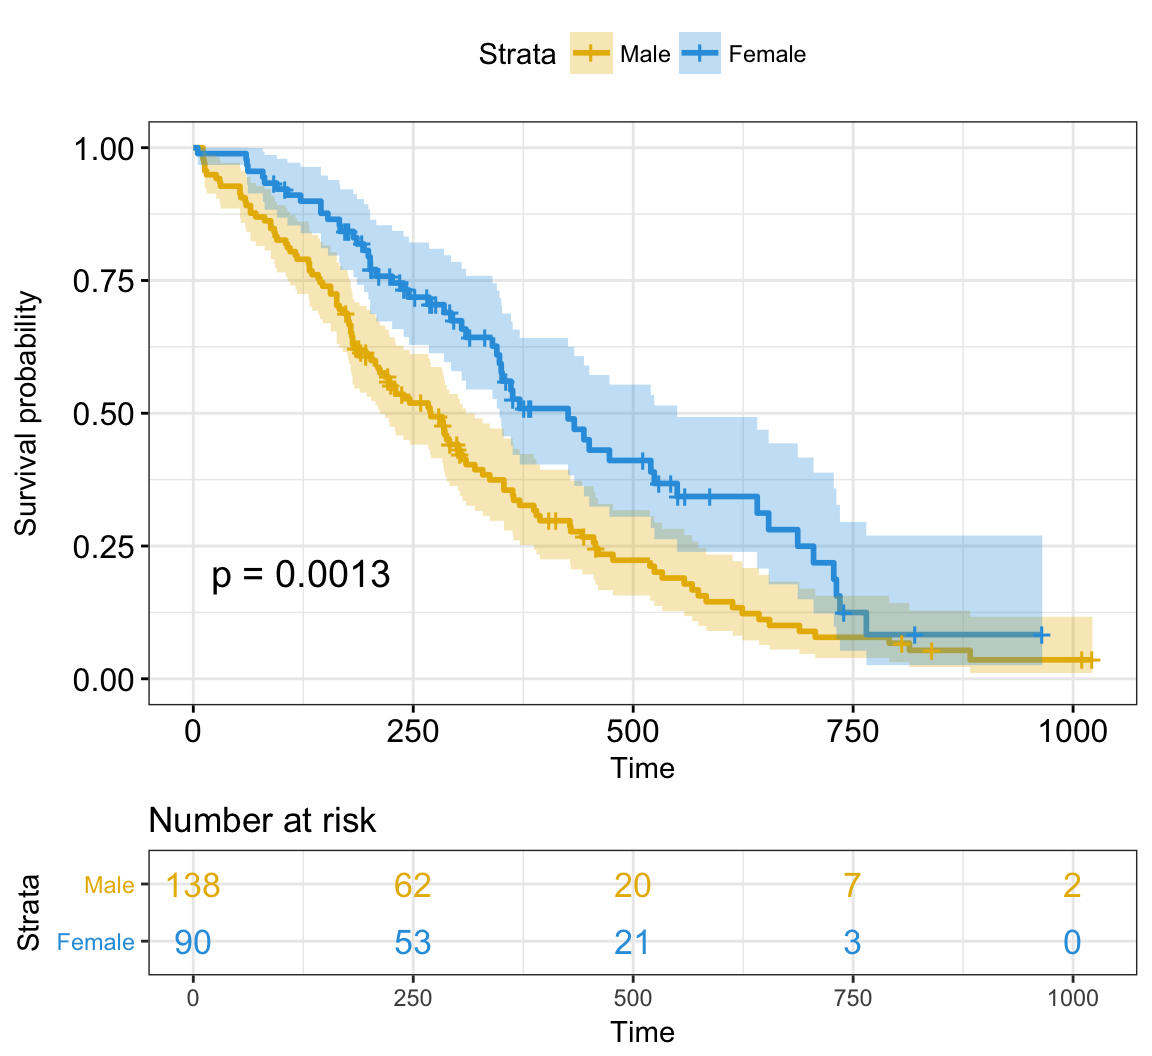 Strata Male Female
Survival probability
1.00
0.75
0.50
0.25
0.00
p = 0.0013
0 250 500 750 1000
Time
Number at risk
Strata
Male 138 62 20 7 2
Female 90 53 21 3 0
0 250 500 750 1000
Time